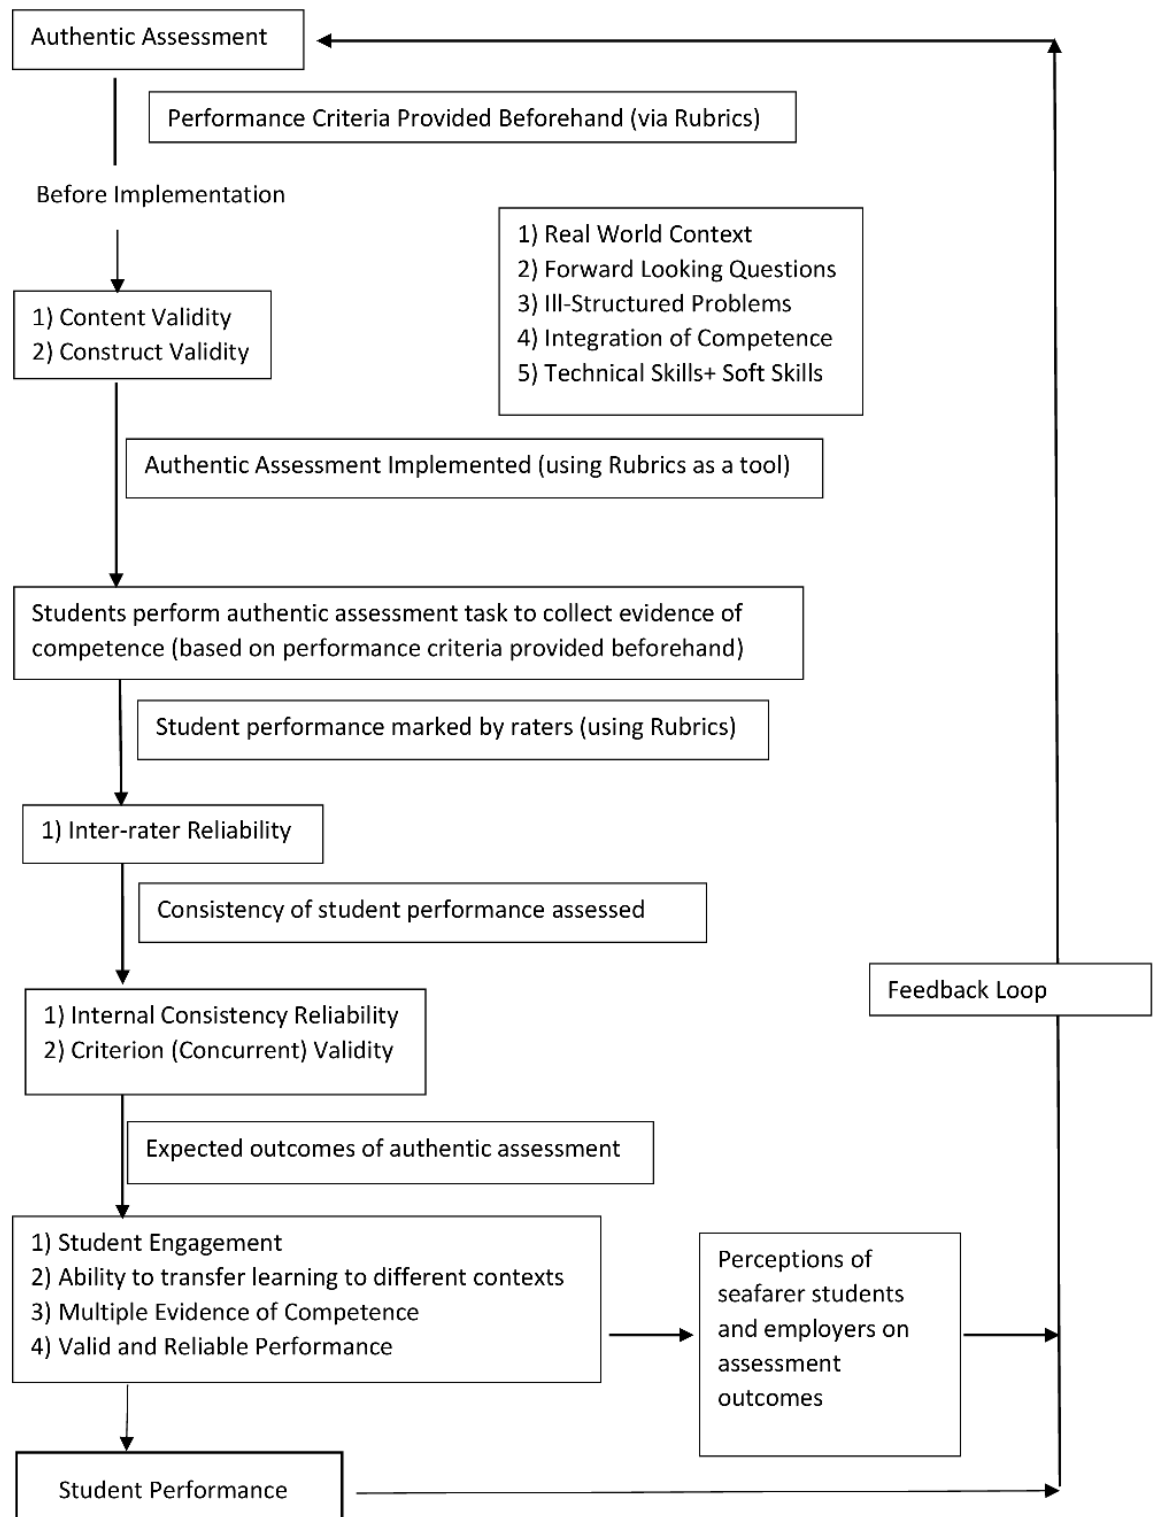 Authentic Assessment
Performance Criteria Provided Beforehand (via Rubrics)
Before Implementation
1) Real World Context
2) Forward Looking Questions
3) Ill-Structured Problems
4) Integration of Competence
5) Technical Skills+ Soft Skills
1) Content Validity
2) Construct Validity
Authentic Assessment Implemented (using Rubrics as a tool)
Students perform authentic assessment task to collect evidence of
competence (based on performance criteria provided beforehand)
Student performance marked by raters (using Rubrics)
1) Inter-rater Reliability
Consistency of student performance assessed
Feedback Loop
1) Internal Consistency Reliability
2) Criterion (Concurrent) Validity
Expected outcomes of authentic assessment
1) Student Engagement
2) Ability to transfer learning to different contexts
3) Multiple Evidence of Competence
4) Valid and Reliable Performance
Perceptions of
seafarer students
and employers on
assessment
outcomes
Student Performance